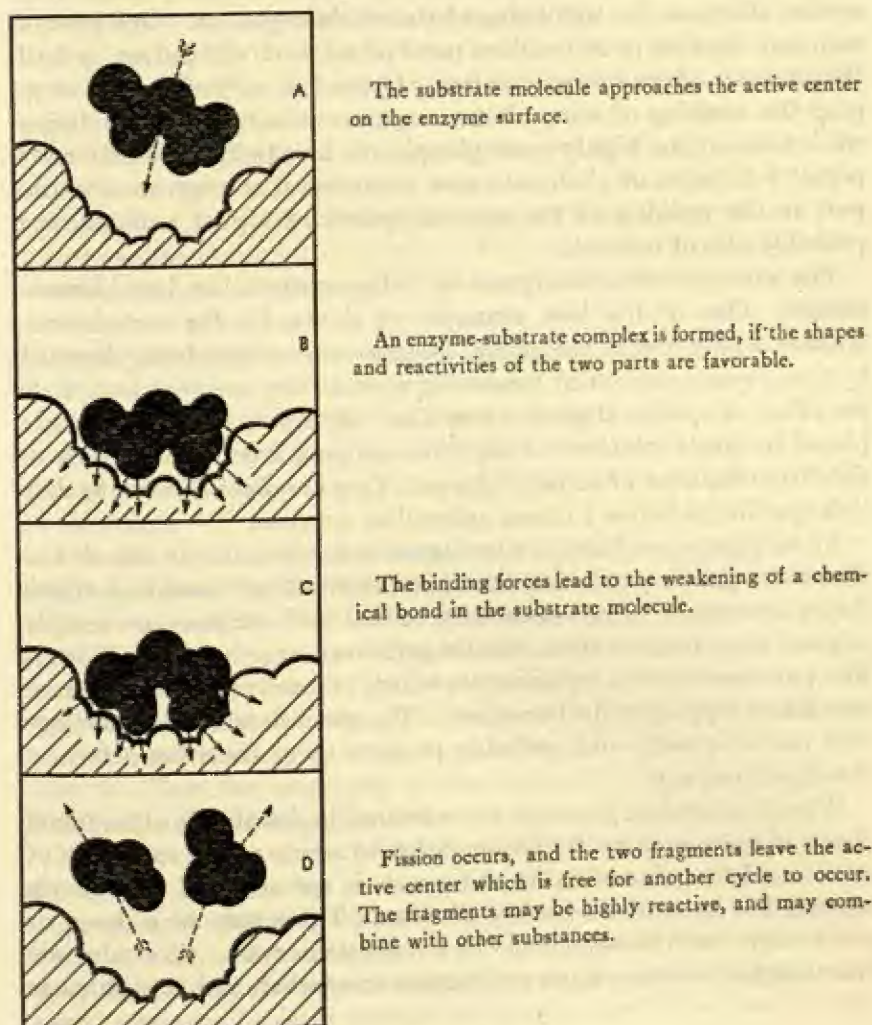 A
The substrate molecule approaches the active center
on the enzyme surface.
B
An enzyme-substrate complex is formed, if the shapes
and reactivities of the two parts are favorable.
C
The binding forces lead to the weakening of a chem-
ical bond in the substrate molecule.
D
Fission occurs, and the two fragments leave the ac-
tive center which is free for another cycle to occur.
The fragments may be highly reactive, and may com-
bine with other substances.